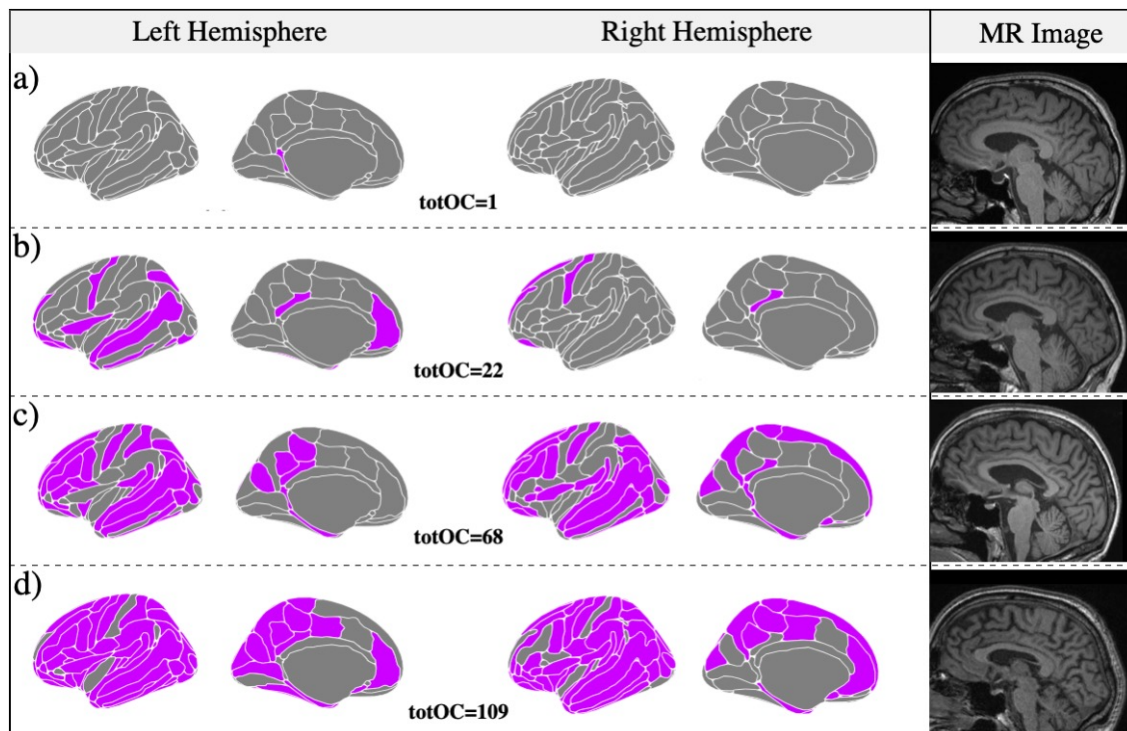 Left Hemisphere Right Hemisphere MR Image
a)
totOC=1
b)
totOC=22
c)
totOC=68
d)
totOC=109